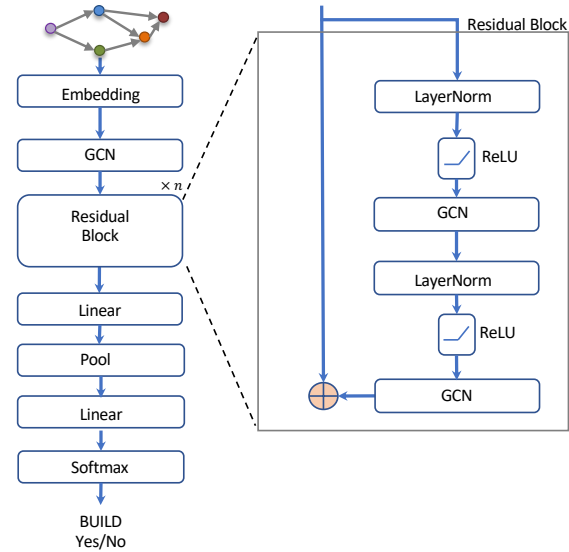 Embedding
GCN
× n
Residual
Block
Linear
Pool
Linear
Softmax
BUILD
Yes/No
Residual Block
LayerNorm
ReLU
GCN
LayerNorm
ReLU
GCN